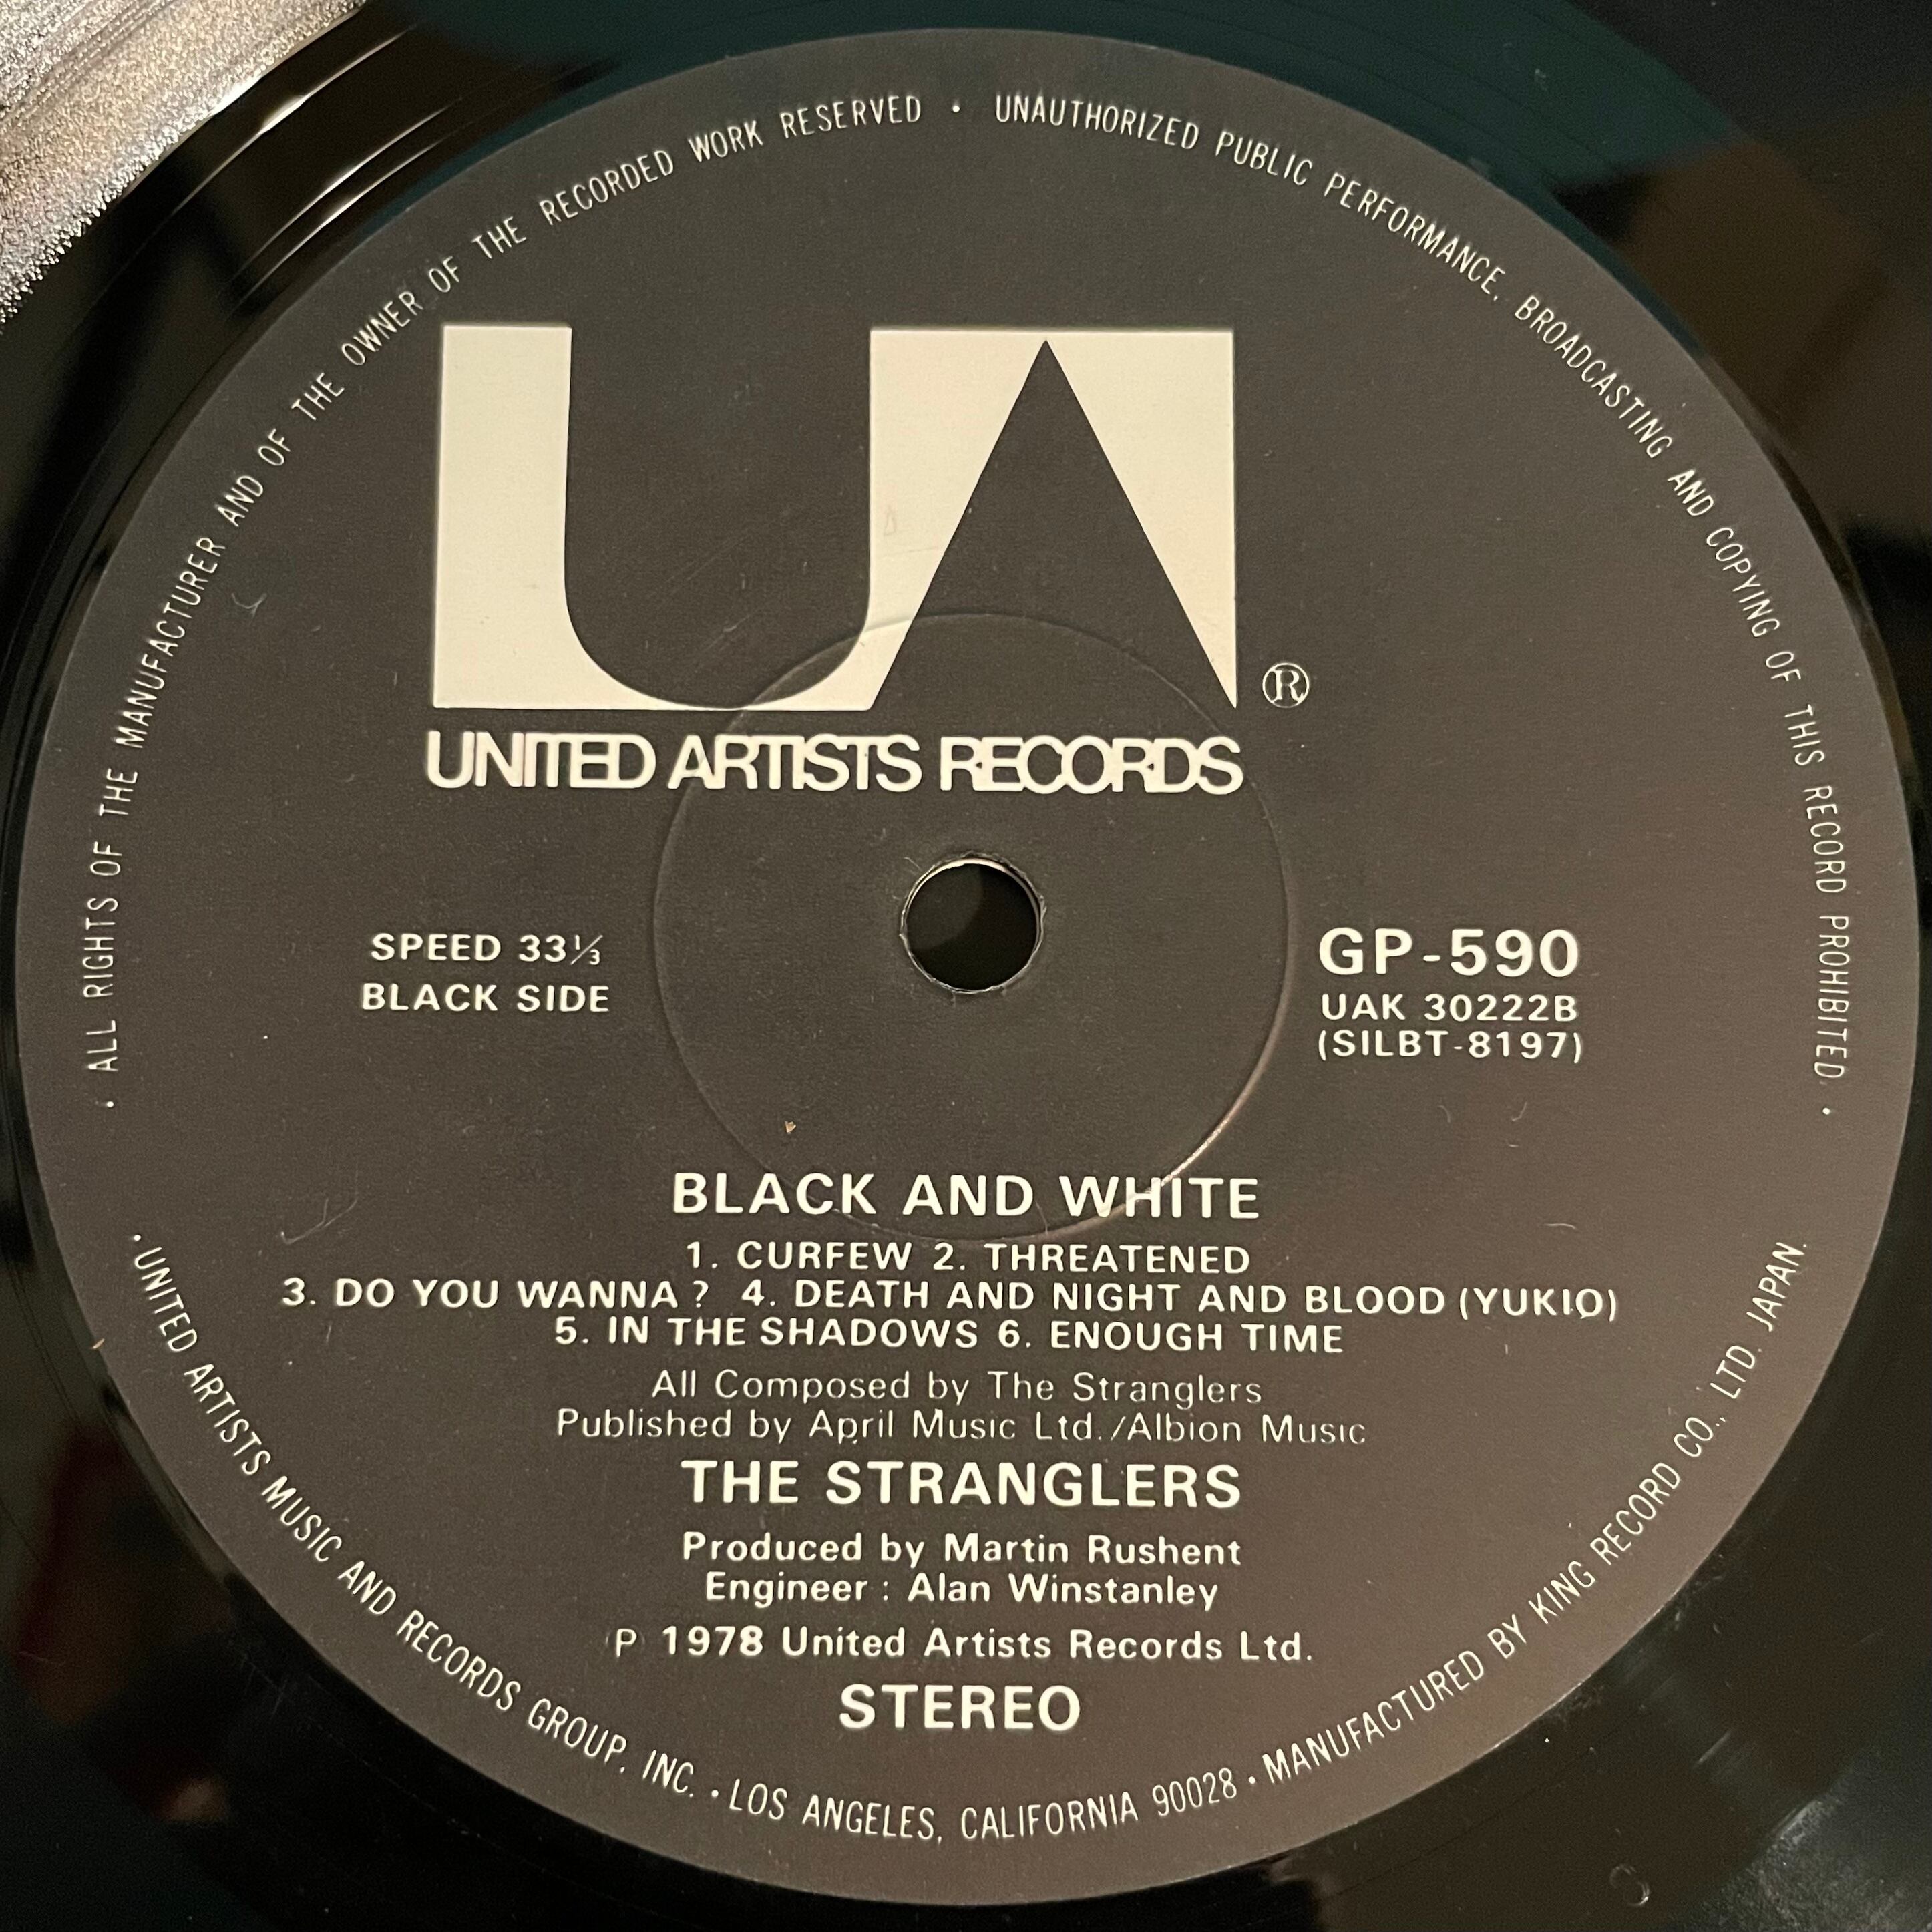 • ALL RIGHTS OF THE MANUFACTURER AND OF THE OWNER OF THE RECORDED WORK RESERVED • UNAUTHORIZED PUBLIC PERFORMANCE, BROADCASTING AND COPYING OF THIS RECORD PROHIBITED. •
UA ®
UNITED ARTISTS RECORDS
SPEED 33⅓
BLACK SIDE
GP-590
UAK 30222B
(SILBT-8197)
BLACK AND WHITE
1. CURFEW 2. THREATENED
3. DO YOU WANNA? 4. DEATH AND NIGHT AND BLOOD (YUKIO)
5. IN THE SHADOWS 6. ENOUGH TIME
All Composed by The Stranglers
Published by April Music Ltd./Albion Music
THE STRANGLERS
Produced by Martin Rushent
Engineer : Alan Winstanley
℗ 1978 United Artists Records Ltd.
STEREO
• UNITED ARTISTS MUSIC AND RECORDS GROUP, INC. • LOS ANGELES, CALIFORNIA 90028 • MANUFACTURED BY KING RECORD CO., LTD. JAPAN.